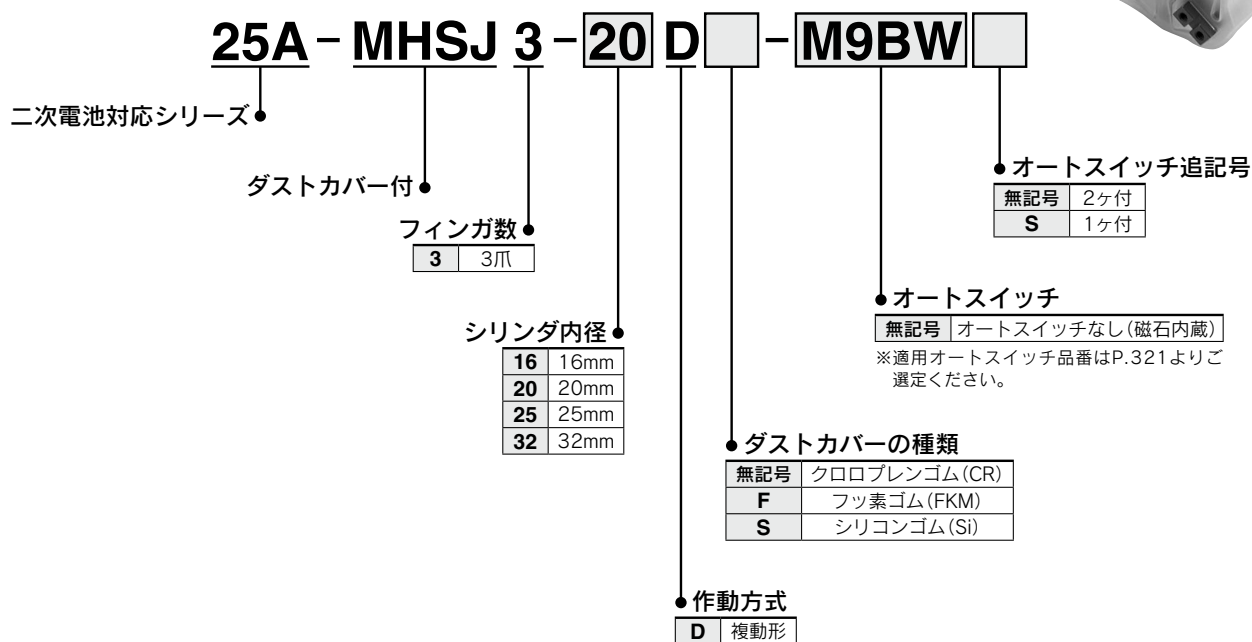 25A-MHSJ3-20D□-M9BW□
二次電池対応シリーズ
ダストカバー付
フィンガ数
3 3爪
シリンダ内径
16 16mm
20 20mm
25 25mm
32 32mm
オートスイッチ追記号
無記号 2ヶ付
S 1ヶ付
オートスイッチ
無記号 オートスイッチなし(磁石内蔵)
※適用オートスイッチ品番はP.321よりご
選定ください。
ダストカバーの種類
無記号 クロロプレンゴム(CR)
F フッ素ゴム(FKM)
S シリコンゴム(Si)
作動方式
D 複動形